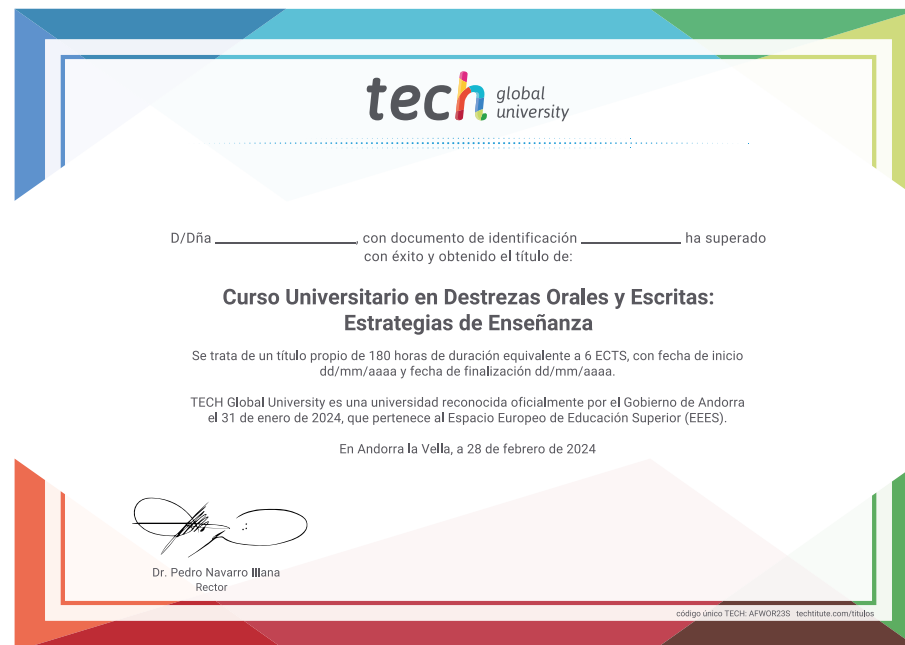 tech global
university
D/Dña ____________________, con documento de identificación ______________ ha superado
con éxito y obtenido el título de:
Curso Universitario en Destrezas Orales y Escritas:
Estrategias de Enseñanza
Se trata de un título propio de 180 horas de duración equivalente a 6 ECTS, con fecha de inicio
dd/mm/aaaa y fecha de finalización dd/mm/aaaa.
TECH Global University es una universidad reconocida oficialmente por el Gobierno de Andorra
el 31 de enero de 2024, que pertenece al Espacio Europeo de Educación Superior (EEES).
En Andorra la Vella, a 28 de febrero de 2024
Dr. Pedro Navarro Illana
Rector
código único TECH: AFWOR23S techtitute.com/titulos